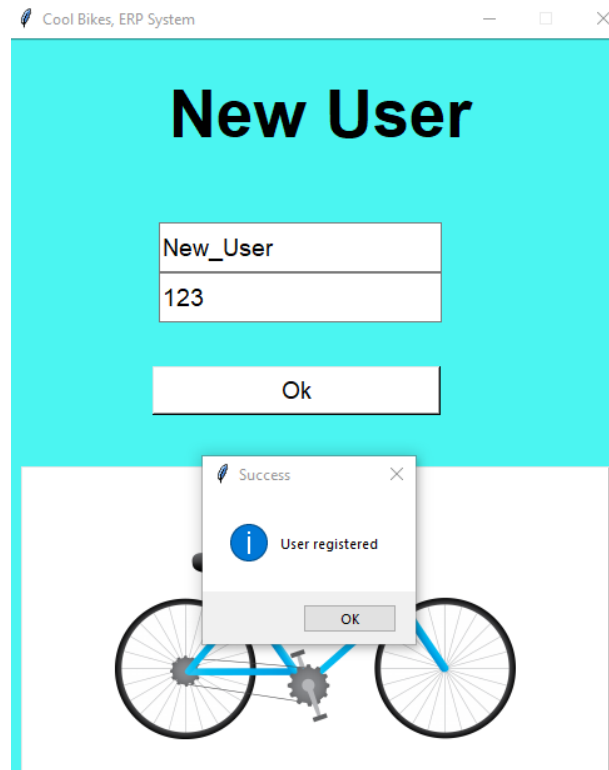 Cool Bikes, ERP System
New User
New_User
123
Ok
Success
User registered
OK